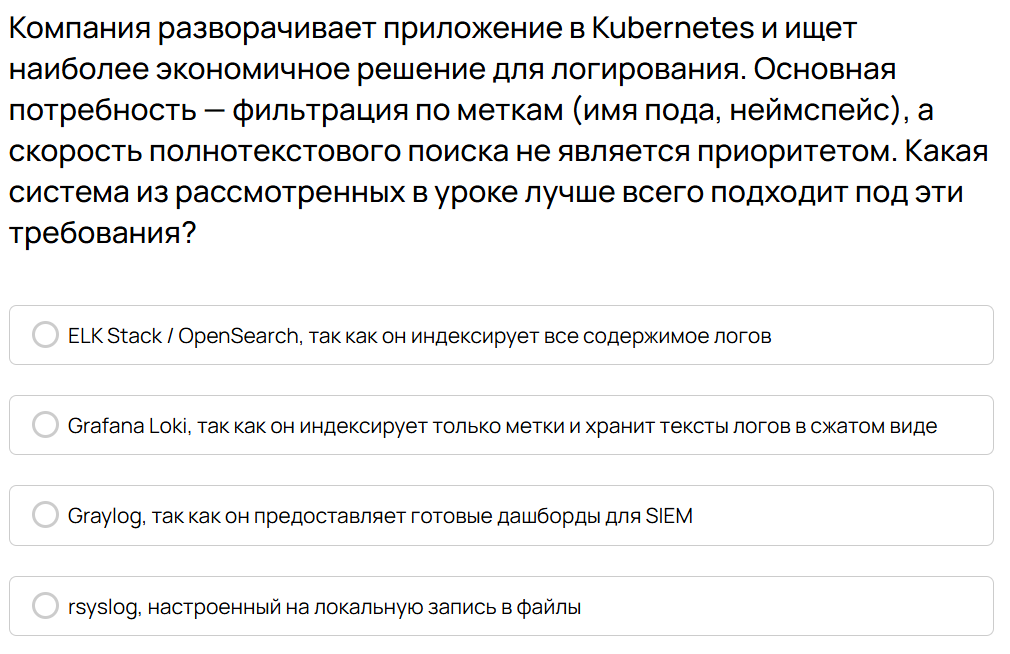 Компания разворачивает приложение в Kubernetes и ищет
наиболее экономичное решение для логирования. Основная
потребность — фильтрация по меткам (имя пода, неймспейс), а
скорость полнотекстового поиска не является приоритетом. Какая
система из рассмотренных в уроке лучше всего подходит под эти
требования?
ELK Stack / OpenSearch, так как он индексирует все содержимое логов
Grafana Loki, так как он индексирует только метки и хранит тексты логов в сжатом виде
Graylog, так как он предоставляет готовые дашборды для SIEM
rsyslog, настроенный на локальную запись в файлы